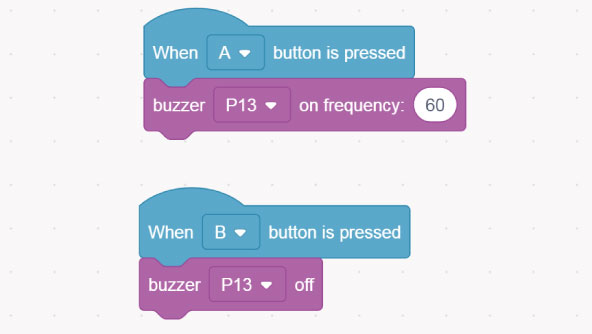 When A button is pressed
buzzer P13 on frequency: 60
When B button is pressed
buzzer P13 off